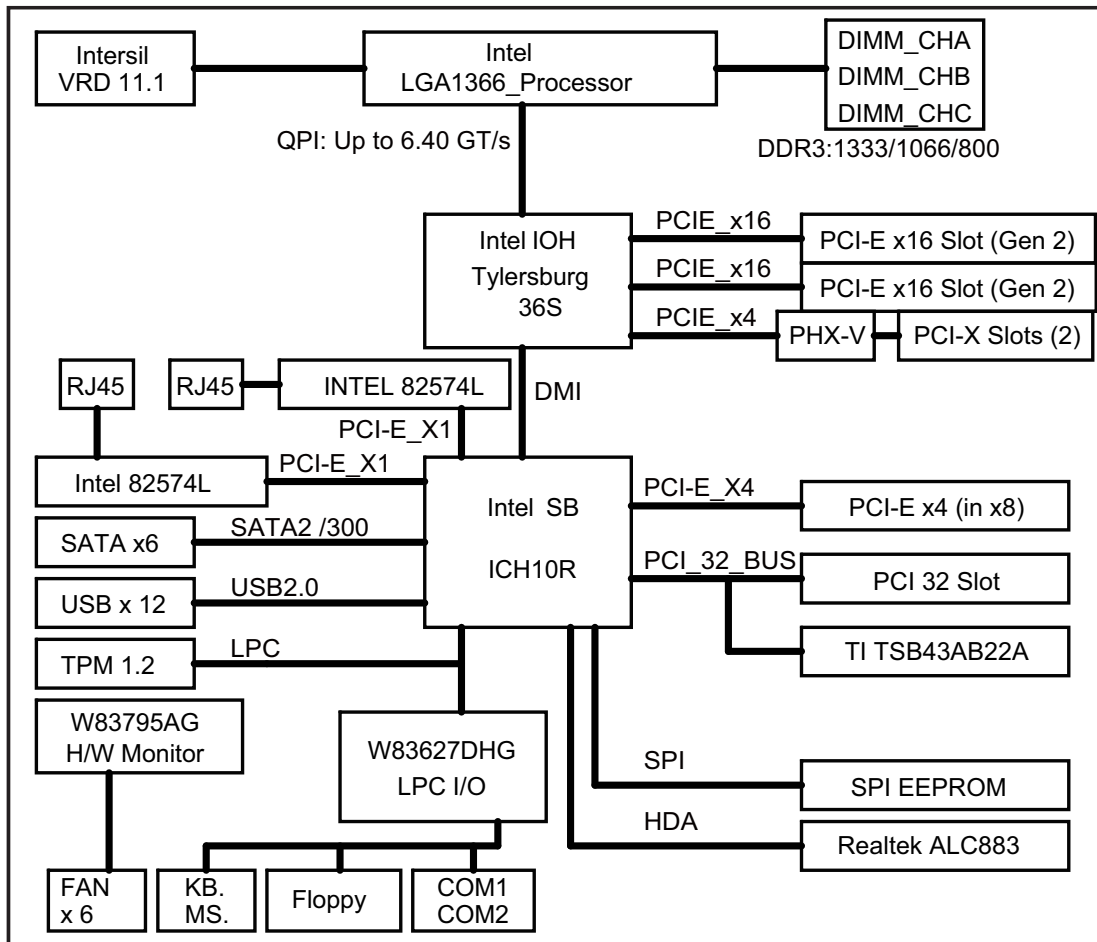 Intersil
VRD 11.1
Intel
LGA1366_Processor
DIMM_CHA
DIMM_CHB
DIMM_CHC
QPI: Up to 6.40 GT/s
DDR3:1333/1066/800
Intel IOH
Tylersburg
36S
PCIE_x16
PCI-E x16 Slot (Gen 2)
PCIE_x16
PCI-E x16 Slot (Gen 2)
PCIE_x4
PHX-V
PCI-X Slots (2)
RJ45
RJ45
INTEL 82574L
DMI
PCI-E_X1
Intel 82574L
PCI-E_X1
Intel SB
ICH10R
PCI-E_X4
PCI-E x4 (in x8)
SATA x6
SATA2 /300
PCI_32_BUS
PCI 32 Slot
USB x 12
USB2.0
TPM 1.2
LPC
TI TSB43AB22A
W83795AG
H/W Monitor
W83627DHG
LPC I/O
SPI
SPI EEPROM
HDA
Realtek ALC883
FAN
x 6
KB.
MS.
Floppy
COM1
COM2